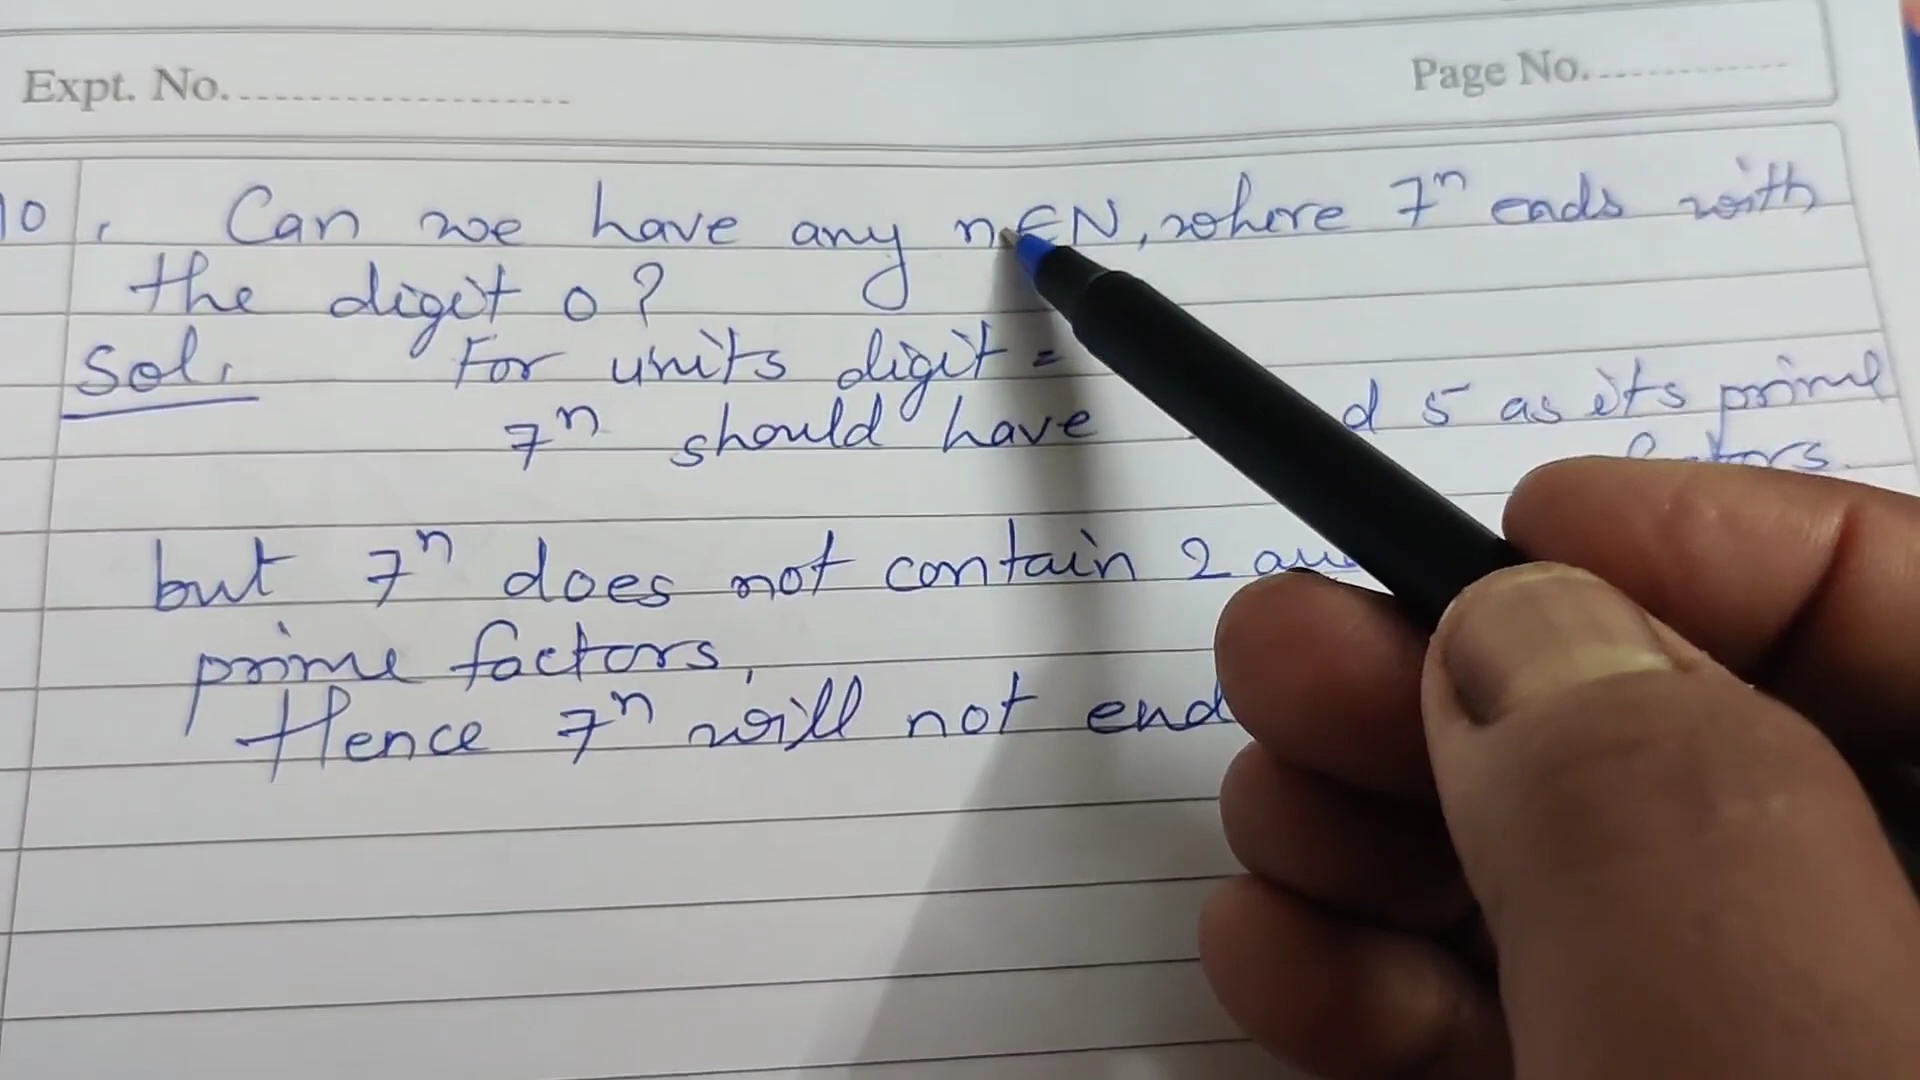 Expt. No.
Page No.
10. Can we have any n∈N, where 7ⁿ ends with
the digit 0?
Sol. For units digit =
7ⁿ should have d 5 as its prime
factors.
but 7ⁿ does not contain 2
prime factors.
Hence 7ⁿ will not end